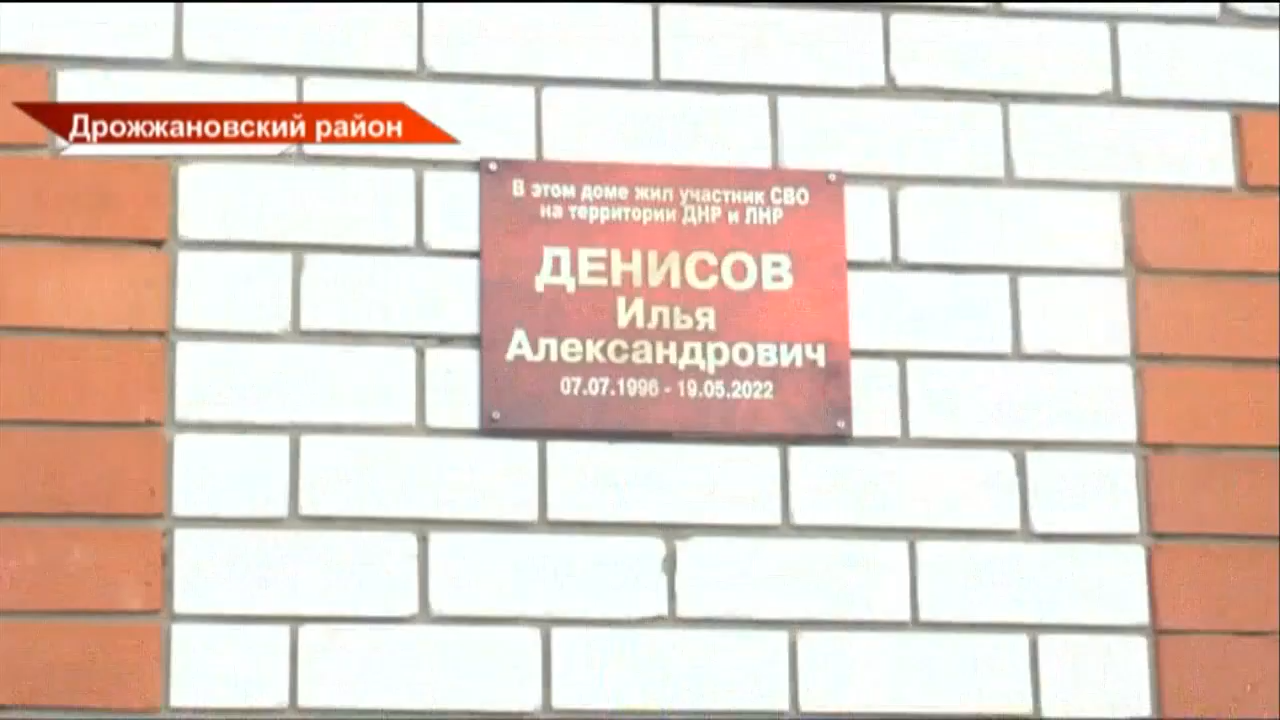 Дрожжановский район
В этом доме жил участник СВО
на территории ДНР и ЛНР
ДЕНИСОВ
Илья
Александрович
07.07.1996 - 19.05.2022